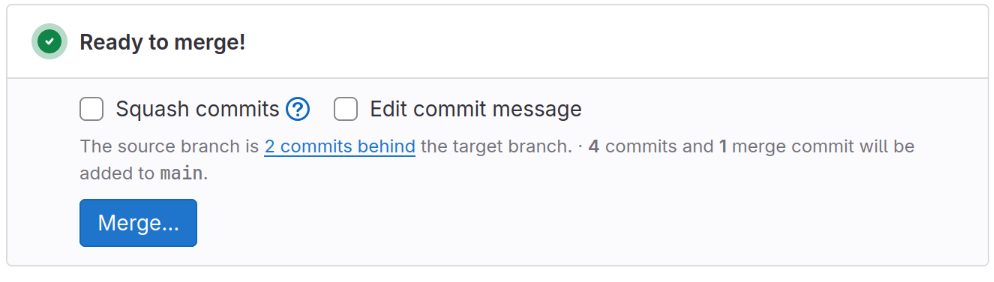 Ready to merge!
Squash commits ? Edit commit message
The source branch is 2 commits behind the target branch. · 4 commits and 1 merge commit will be
added to main.
Merge...